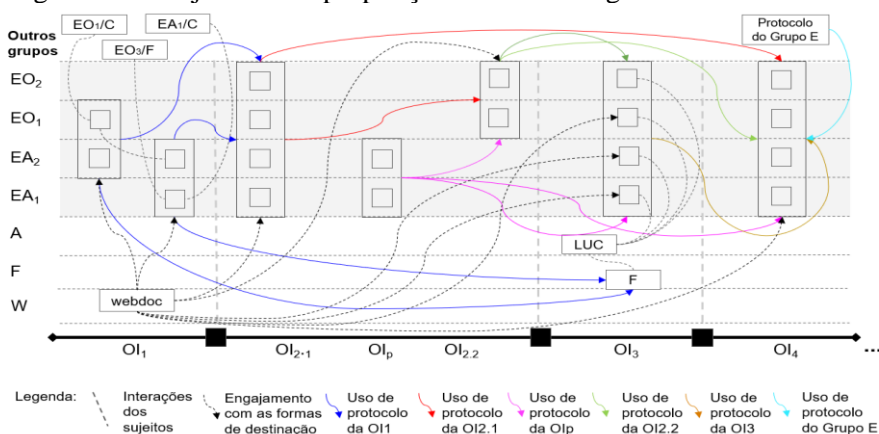 EO1/C
EA1/C
Outros
grupos
EO3/F
Protocolo
do Grupo E
EO2
EO1
EA2
EA1
A
LUC
F
F
webdoc
W
OI1
OI2·1
OIp
OI2.2
OI3
OI4
...
Legenda:
Interações
dos
sujeitos
Engajamento
com as formas
de destinação
Uso de
protocolo
da OI1
Uso de
protocolo
da OI2.1
Uso de
protocolo
da OIp
Uso de
protocolo
da OI2.2
Uso de
protocolo
da OI3
Uso de
protocolo
do Grupo E